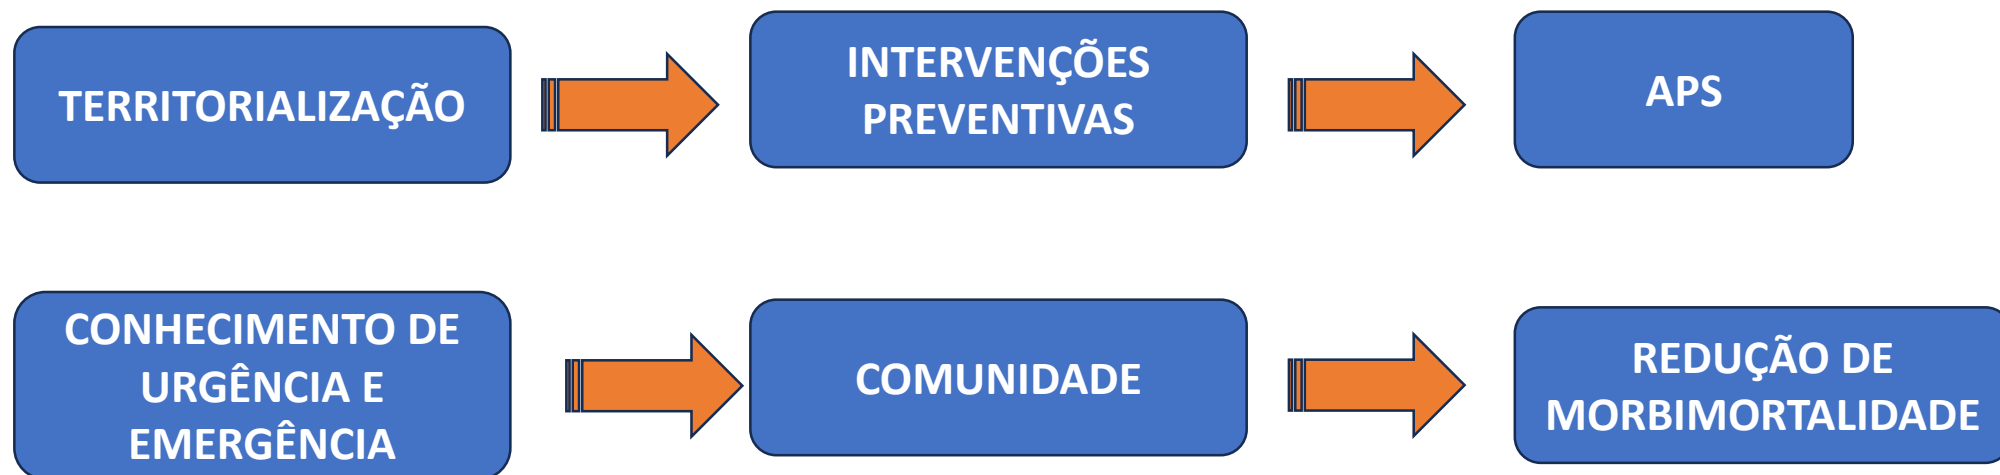 TERRITORIALIZAÇÃO
INTERVENÇÕES
PREVENTIVAS
APS
CONHECIMENTO DE
URGÊNCIA E
EMERGÊNCIA
COMUNIDADE
REDUÇÃO DE
MORBIMORTALIDADE